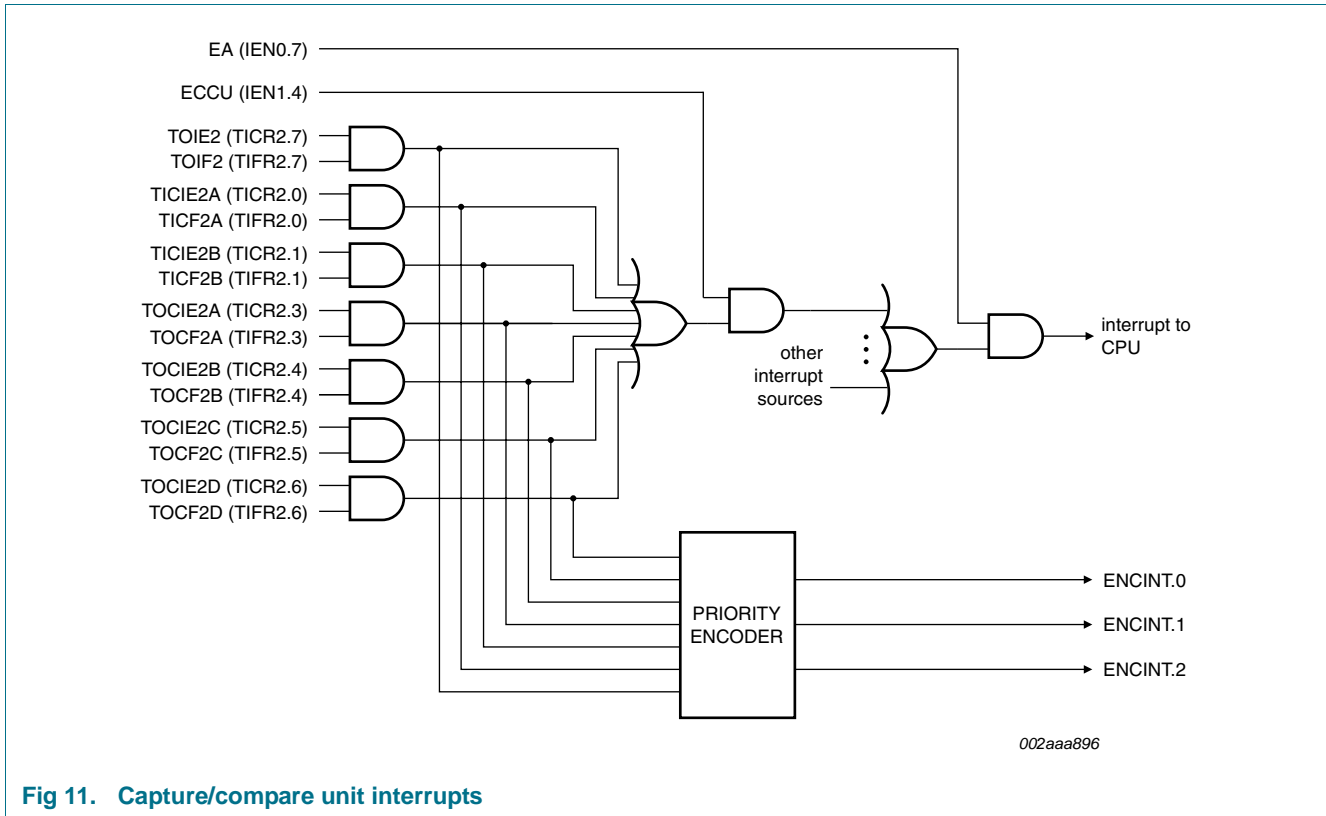 EA (IEN0.7)
ECCU (IEN1.4)
TOIE2 (TICR2.7)
TOIF2 (TIFR2.7)
TICIE2A (TICR2.0)
TICF2A (TIFR2.0)
TICIE2B (TICR2.1)
TICF2B (TIFR2.1)
TOCIE2A (TICR2.3)
TOCF2A (TIFR2.3)
TOCIE2B (TICR2.4)
TOCF2B (TIFR2.4)
TOCIE2C (TICR2.5)
TOCF2C (TIFR2.5)
TOCIE2D (TICR2.6)
TOCF2D (TIFR2.6)
other
interrupt
sources
interrupt to
CPU
PRIORITY
ENCODER
ENCINT.0
ENCINT.1
ENCINT.2
002aaa896
Fig 11. Capture/compare unit interrupts